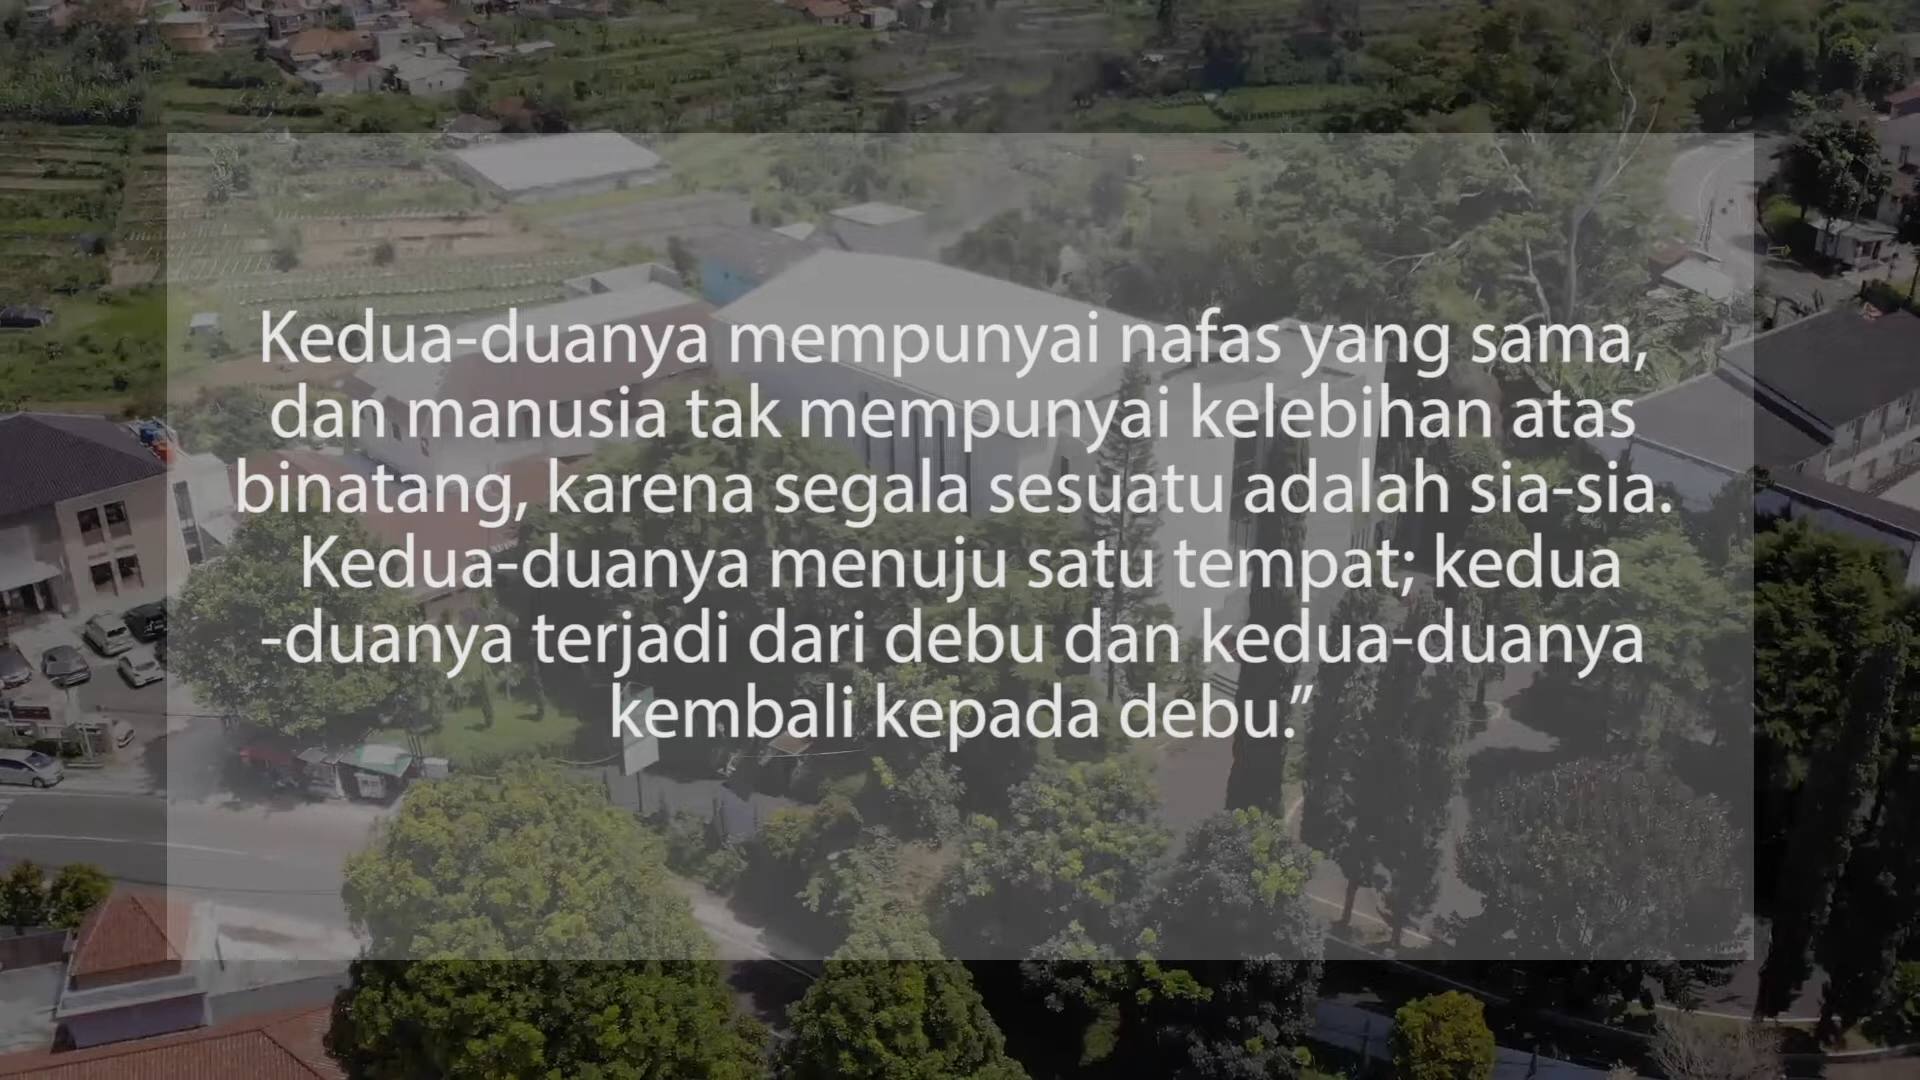 Kedua-duanya mempunyai nafas yang sama,
dan manusia tak mempunyai kelebihan atas
binatang, karena segala sesuatu adalah sia-sia.
Kedua-duanya menuju satu tempat; kedua
-duanya terjadi dari debu dan kedua-duanya
kembali kepada debu.”